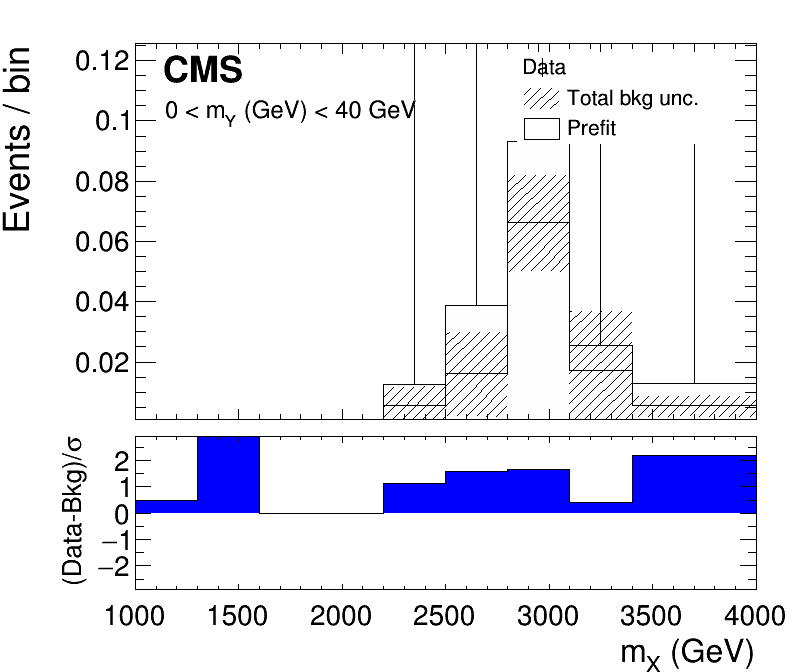 CMS
0 < mY (GeV) < 40 GeV
Data
Total bkg unc.
Prefit
Events / bin
0.12
0.1
0.08
0.06
0.04
0.02
(Data-Bkg)/σ
2
1
0
−1
−2
1000 1500 2000 2500 3000 3500 4000
mX (GeV)